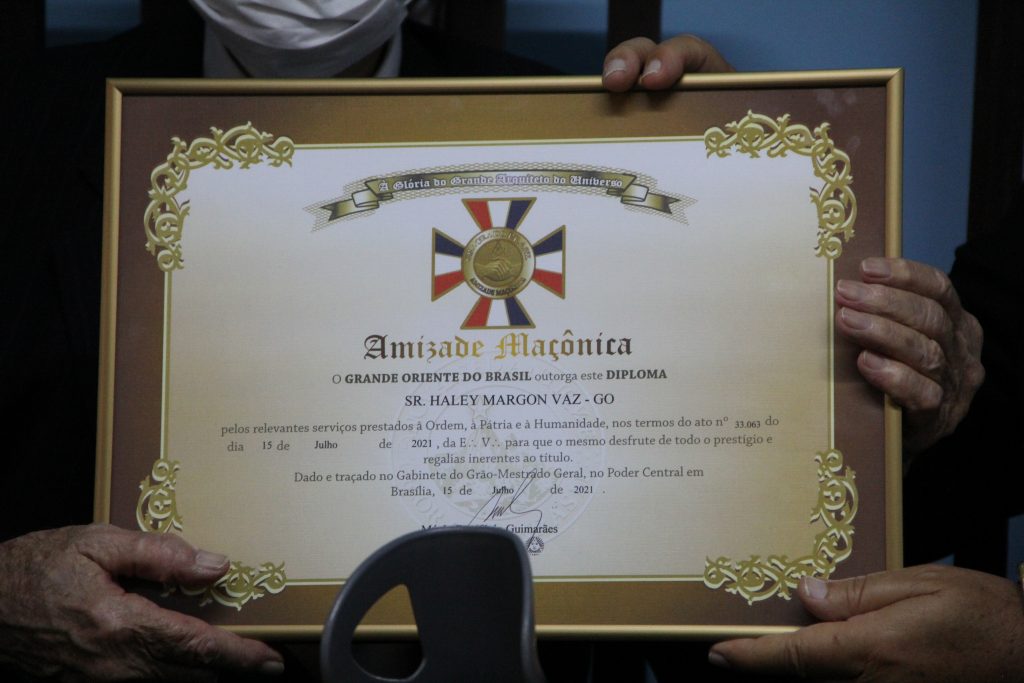 À Glória do Grande Arquiteto do Universo
AMIZADE MAÇÔNICA
Amizade Maçônica
O GRANDE ORIENTE DO BRASIL outorga este DIPLOMA
SR. HALEY MARGON VAZ - GO
pelos relevantes serviços prestados à Ordem, à Pátria e à Humanidade, nos termos do ato nº 33.063 do
dia 15 de Julho de 2021 , da E∴ V∴ para que o mesmo desfrute de todo o prestígio e
regalias inerentes ao título.
Dado e traçado no Gabinete do Grão-Mestrado Geral, no Poder Central em
Brasília, 15 de Julho de 2021 .
Guimarães